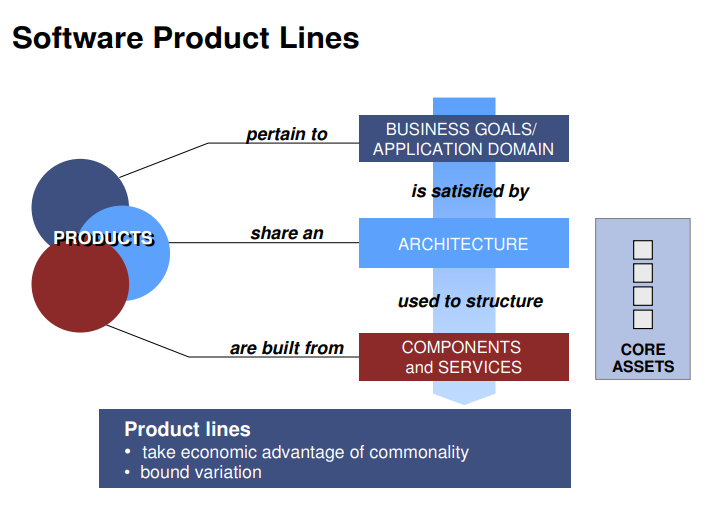 Software Product Lines
pertain to
BUSINESS GOALS/
APPLICATION DOMAIN
is satisfied by
PRODUCTS
share an
ARCHITECTURE
used to structure
are built from
COMPONENTS
and SERVICES
CORE
ASSETS
Product lines
• take economic advantage of commonality
• bound variation